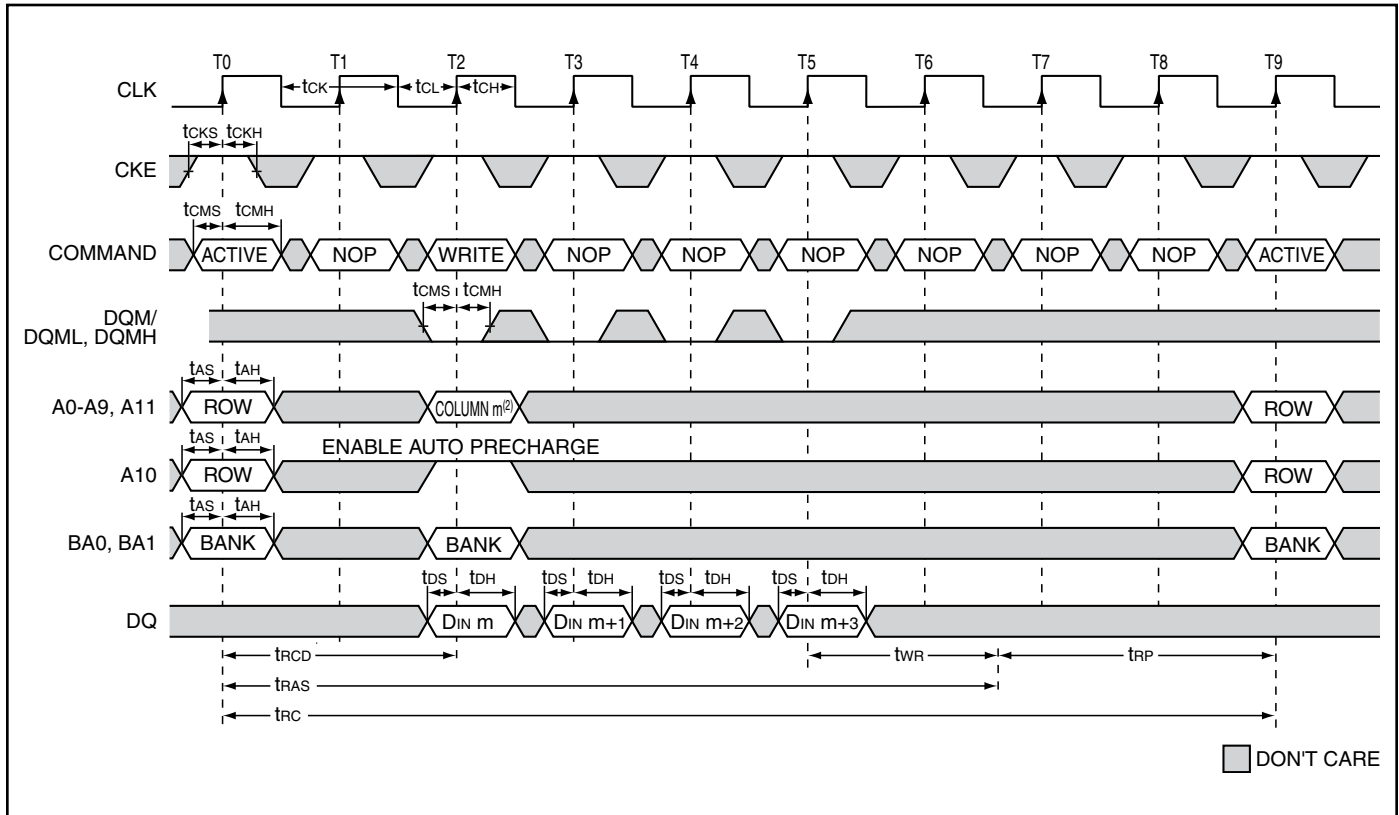 T0 T1 T2 T3 T4 T5 T6 T7 T8 T9
CLK
tCK tCL tCH
tCKS tCKH
CKE
tCMS tCMH
COMMAND
ACTIVE NOP WRITE NOP NOP NOP NOP NOP NOP ACTIVE
tCMS tCMH
DQM/
DQML, DQMH
tAS tAH
A0-A9, A11
ROW COLUMN m(2) ROW
tAS tAH
ENABLE AUTO PRECHARGE
A10
ROW ROW
tAS tAH
BA0, BA1
BANK BANK BANK
tDS tDH tDS tDH tDS tDH tDS tDH
DQ
DIN m DIN m+1 DIN m+2 DIN m+3
tRCD tWR tRP
tRAS
tRC
DON'T CARE